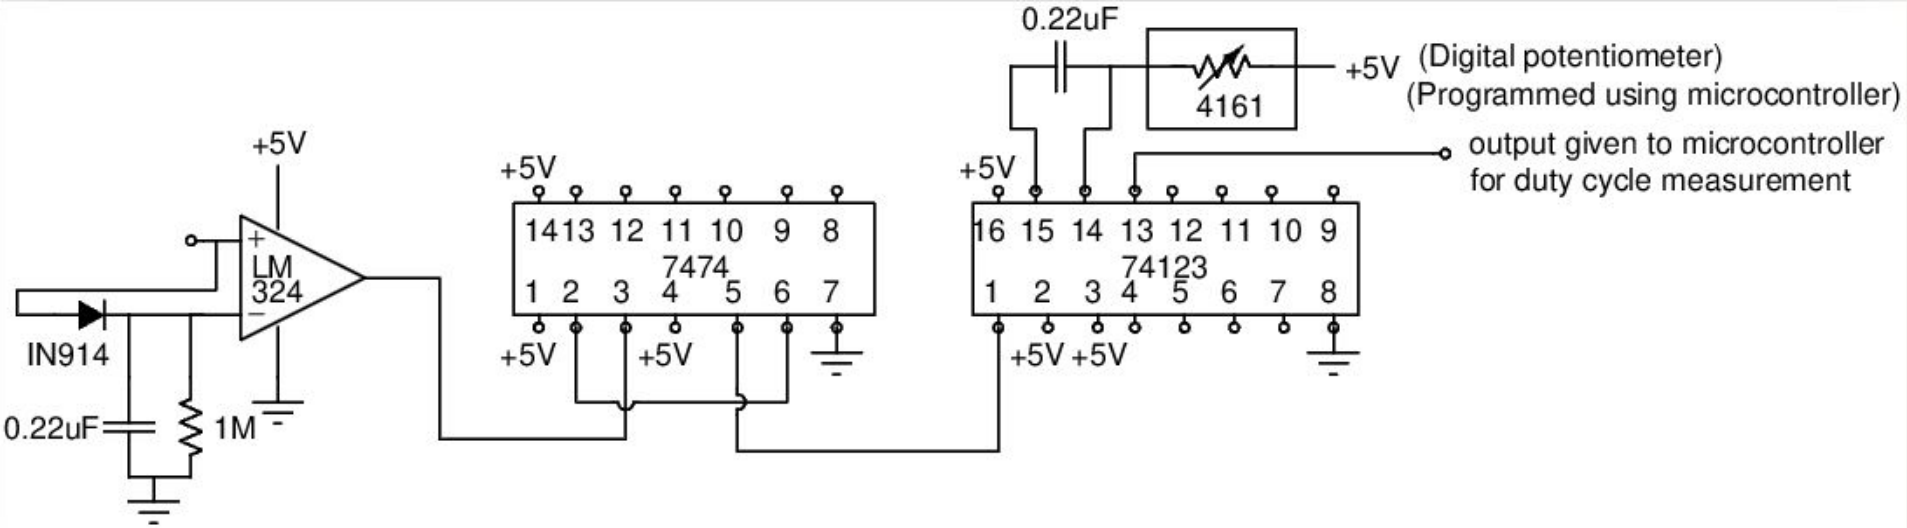 0.22uF
+5V (Digital potentiometer)
(Programmed using microcontroller)
4161
output given to microcontroller
for duty cycle measurement
+5V
+5V
+5V
+
LM
324
−
14 13 12 11 10 9 8
7474
1 2 3 4 5 6 7
16 15 14 13 12 11 10 9
74123
1 2 3 4 5 6 7 8
IN914
+5V
+5V
+5V
+5V
0.22uF
1M